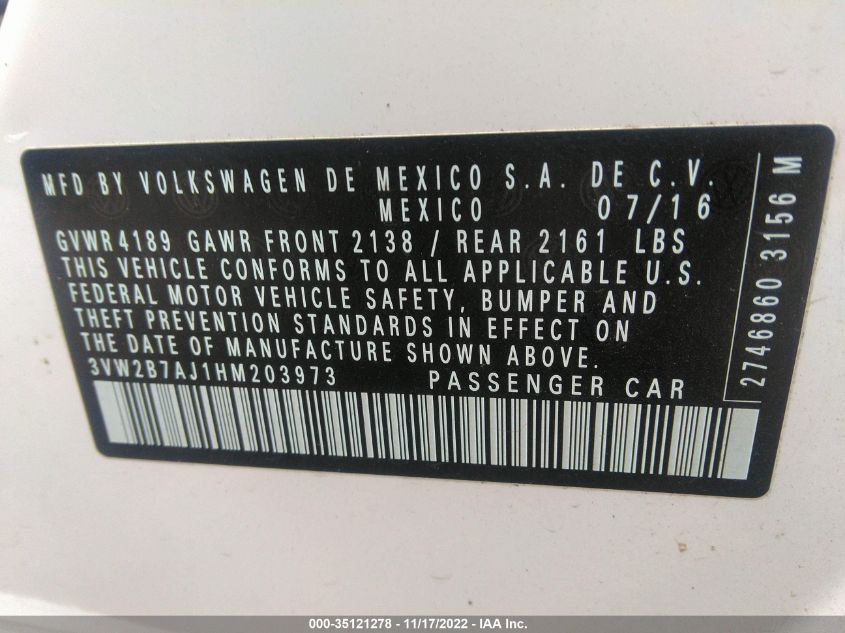 MFD BY VOLKSWAGEN DE MEXICO S.A. DE C.V.
MEXICO 07/16
GVWR4189 GAWR FRONT 2138 / REAR 2161 LBS
THIS VEHICLE CONFORMS TO ALL APPLICABLE U.S.
FEDERAL MOTOR VEHICLE SAFETY, BUMPER AND
THEFT PREVENTION STANDARDS IN EFFECT ON
THE DATE OF MANUFACTURE SHOWN ABOVE.
3VW2B7AJ1HM203973 PASSENGER CAR
2746860 3156 M
000-35121278 - 11/17/2022 - IAA Inc.